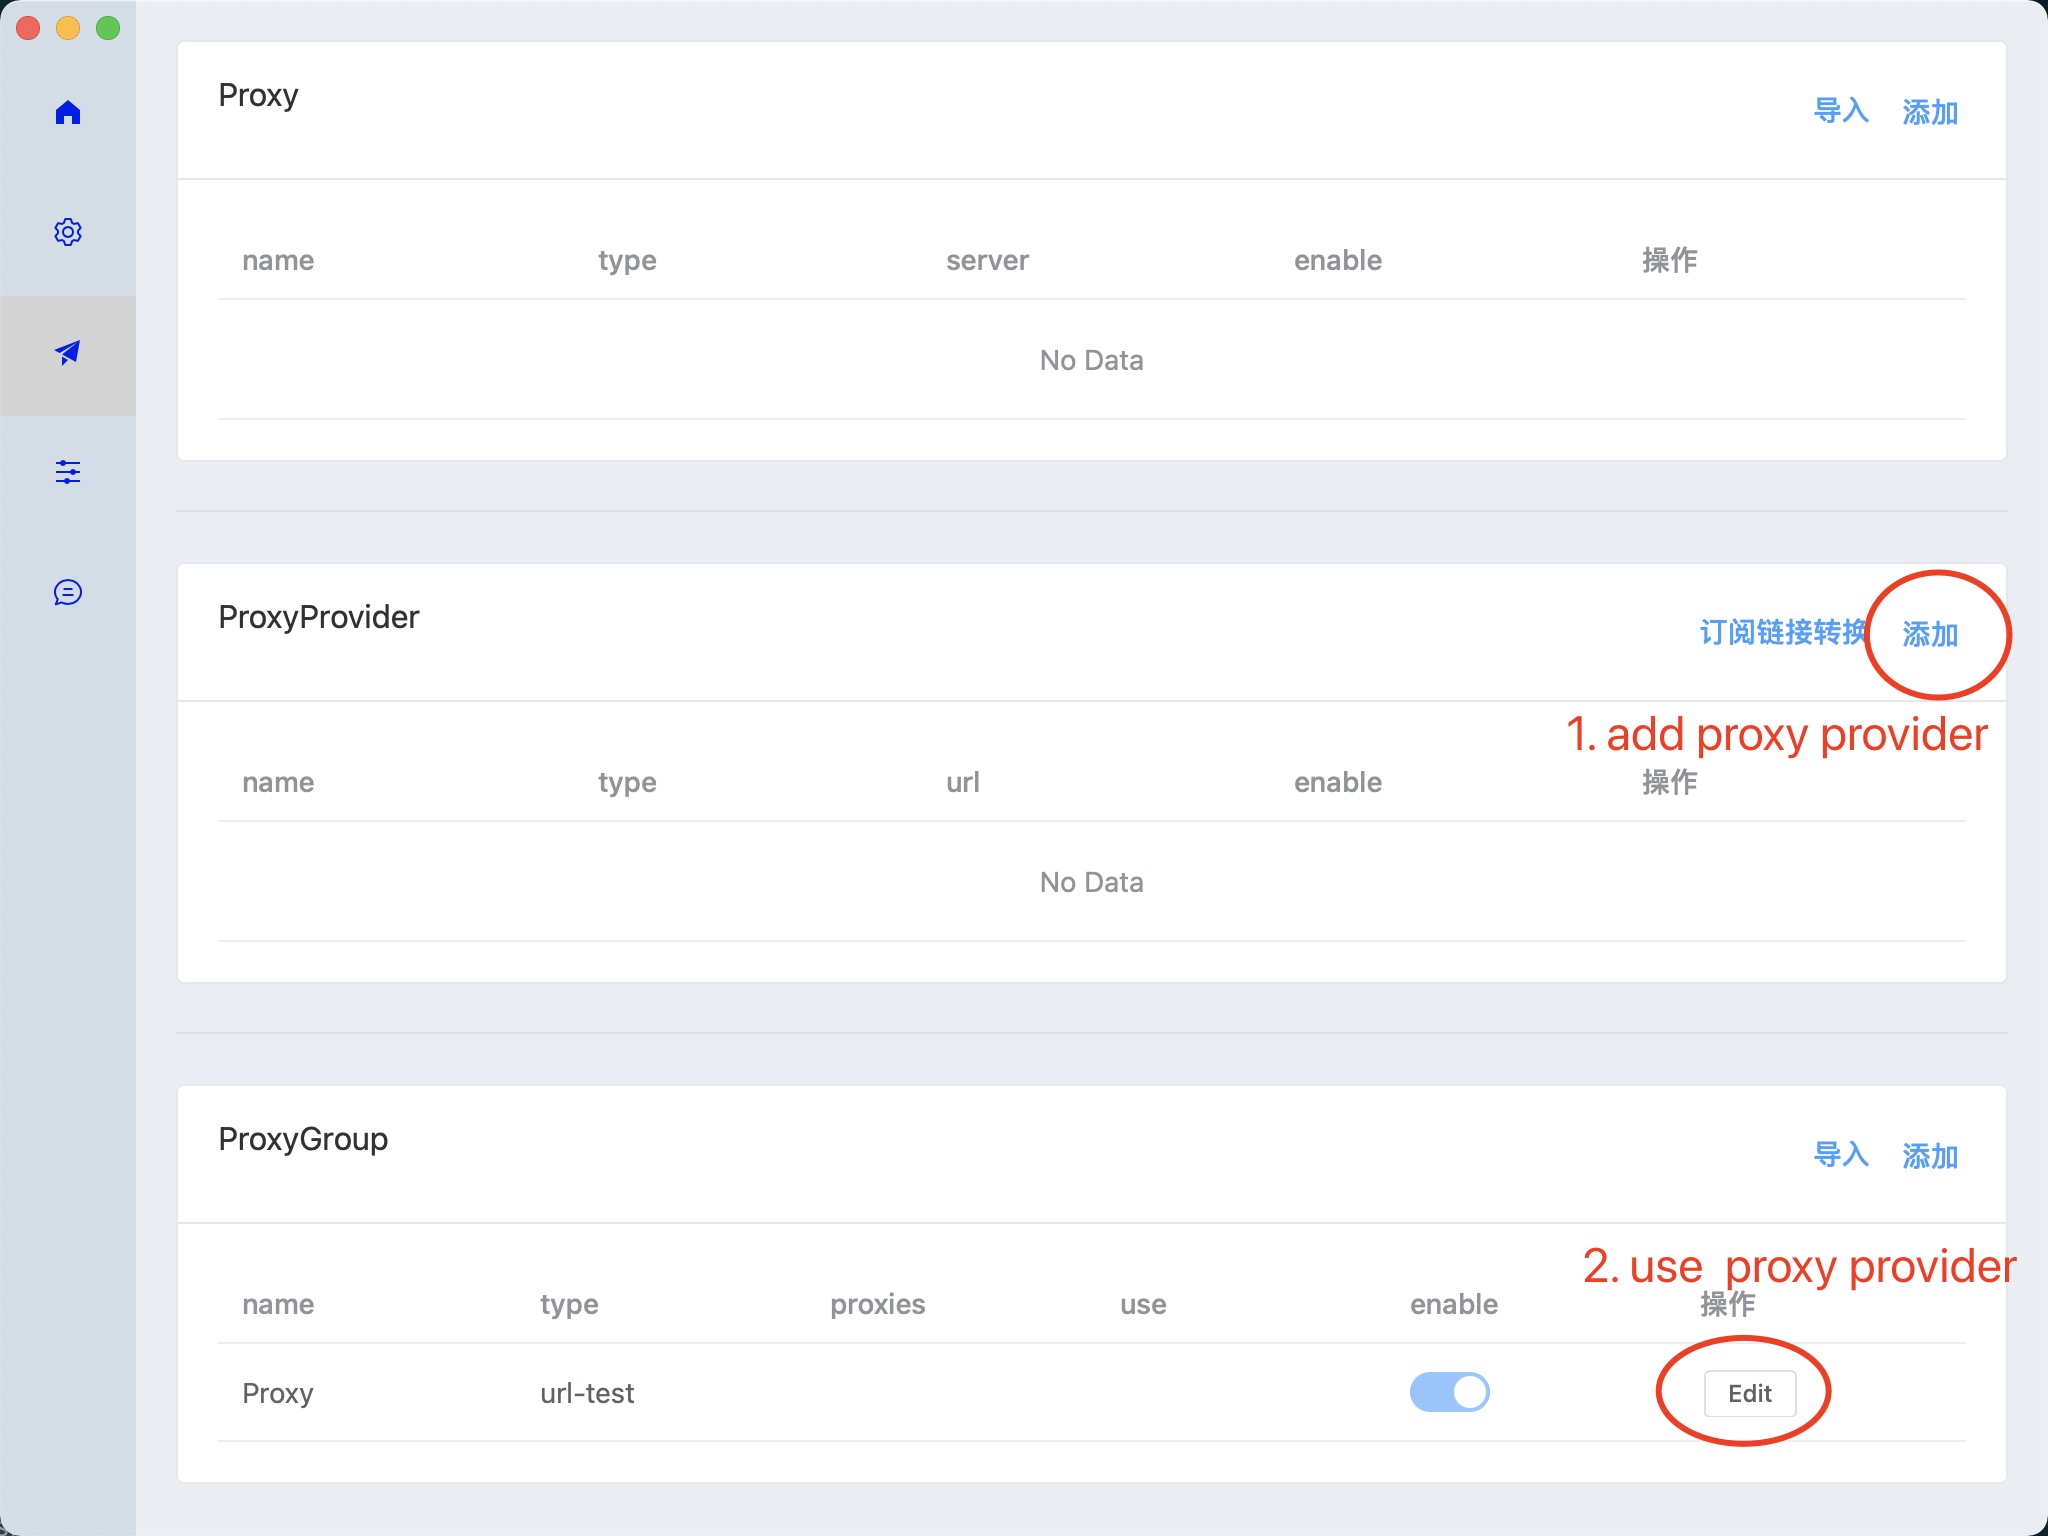 Proxy
导入 添加
name type server enable 操作
No Data
ProxyProvider
订阅链接转换 添加
1. add proxy provider
name type url enable 操作
No Data
ProxyGroup
导入 添加
2. use proxy provider
name type proxies use enable 操作
Proxy url-test Edit